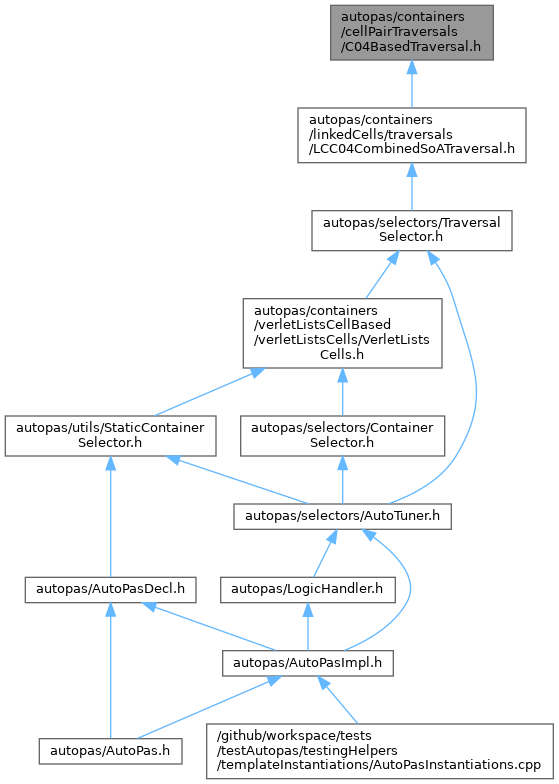 autopas/containers
/cellPairTraversals
/C04BasedTraversal.h
autopas/containers
/linkedCells/traversals
/LCC04CombinedSoATraversal.h
autopas/selectors/Traversal
Selector.h
autopas/containers
/verletListsCellBased
/verletListsCells/VerletLists
Cells.h
autopas/utils/StaticContainer
Selector.h
autopas/selectors/Container
Selector.h
autopas/selectors/AutoTuner.h
autopas/AutoPasDecl.h
autopas/LogicHandler.h
autopas/AutoPasImpl.h
autopas/AutoPas.h
/github/workspace/tests
/testAutopas/testingHelpers
/templateInstantiations/AutoPasInstantiations.cpp